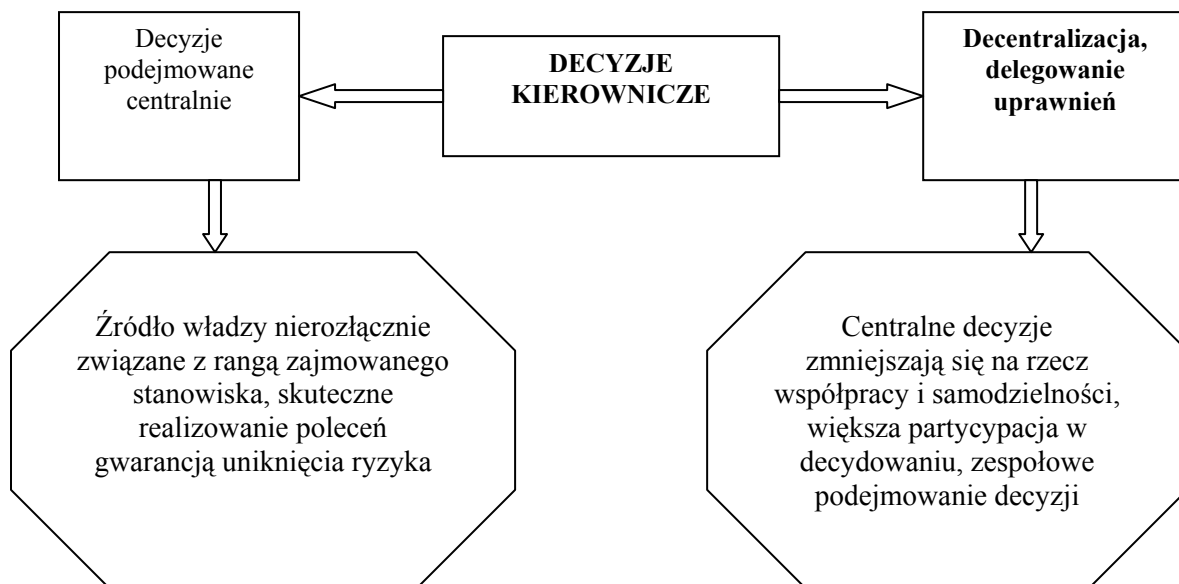 Decyzje
podejmowane
centralnie
DECYZJE
KIEROWNICZE
Decentralizacja,
delegowanie
uprawnień
Źródło władzy nierozłącznie
związane z rangą zajmowanego
stanowiska, skuteczne
realizowanie poleceń
gwarancją uniknięcia ryzyka
Centralne decyzje
zmniejszają się na rzecz
współpracy i samodzielności,
większa partycypacja w
decydowaniu, zespołowe
podejmowanie decyzji